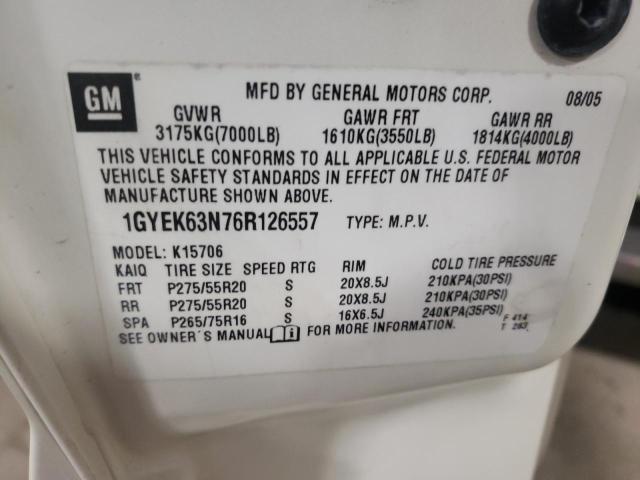 GM ®
MFD BY GENERAL MOTORS CORP. 08/05
GVWR GAWR FRT GAWR RR
3175KG(7000LB) 1610KG(3550LB) 1814KG(4000LB)
THIS VEHICLE CONFORMS TO ALL APPLICABLE U.S. FEDERAL MOTOR
VEHICLE SAFETY STANDARDS IN EFFECT ON THE DATE OF
MANUFACTURE SHOWN ABOVE.
1GYEK63N76R126557 TYPE: M.P.V.
MODEL: K15706
KAIQ TIRE SIZE SPEED RTG RIM COLD TIRE PRESSURE
FRT P275/55R20 S 20X8.5J 210KPA(30PSI)
RR P275/55R20 S 20X8.5J 210KPA(30PSI)
SPA P265/75R16 S 16X6.5J 240KPA(35PSI)
F 414
T 263
SEE OWNER'S MANUAL i FOR MORE INFORMATION.